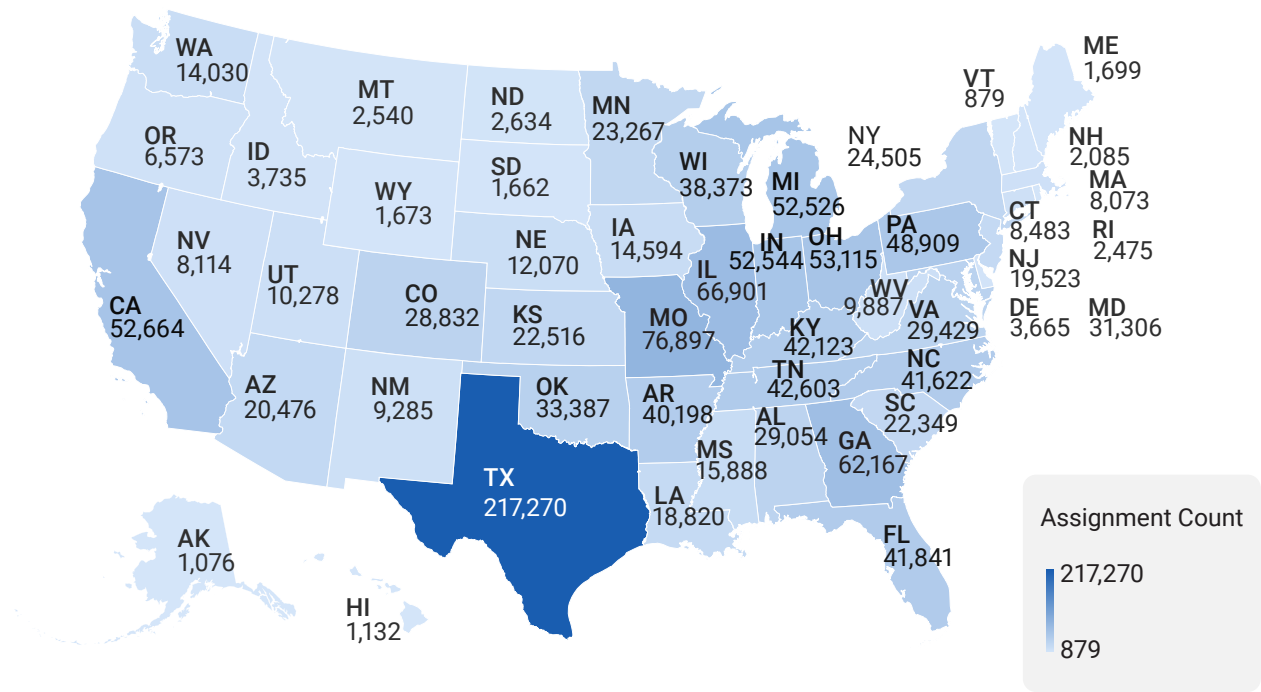 WA
14,030
MT
2,540
ND
2,634
MN
23,267
VT
879
ME
1,699
OR
6,573
ID
3,735
SD
1,662
WI
38,373
MI
52,526
NY
24,505
NH
2,085
MA
8,073
WY
1,673
CT
8,483
RI
2,475
NV
8,114
UT
10,278
NE
12,070
IA
14,594
IL
66,901
IN
52,544
OH
53,115
PA
48,909
NJ
19,523
CA
52,664
CO
28,832
KS
22,516
MO
76,897
KY
42,123
WV
9,887
VA
29,429
DE
3,665
MD
31,306
AZ
20,476
NM
9,285
OK
33,387
AR
40,198
TN
42,603
NC
41,622
SC
22,349
TX
217,270
LA
18,820
MS
15,888
AL
29,054
GA
62,167
FL
41,841
AK
1,076
HI
1,132
Assignment Count
217,270
879